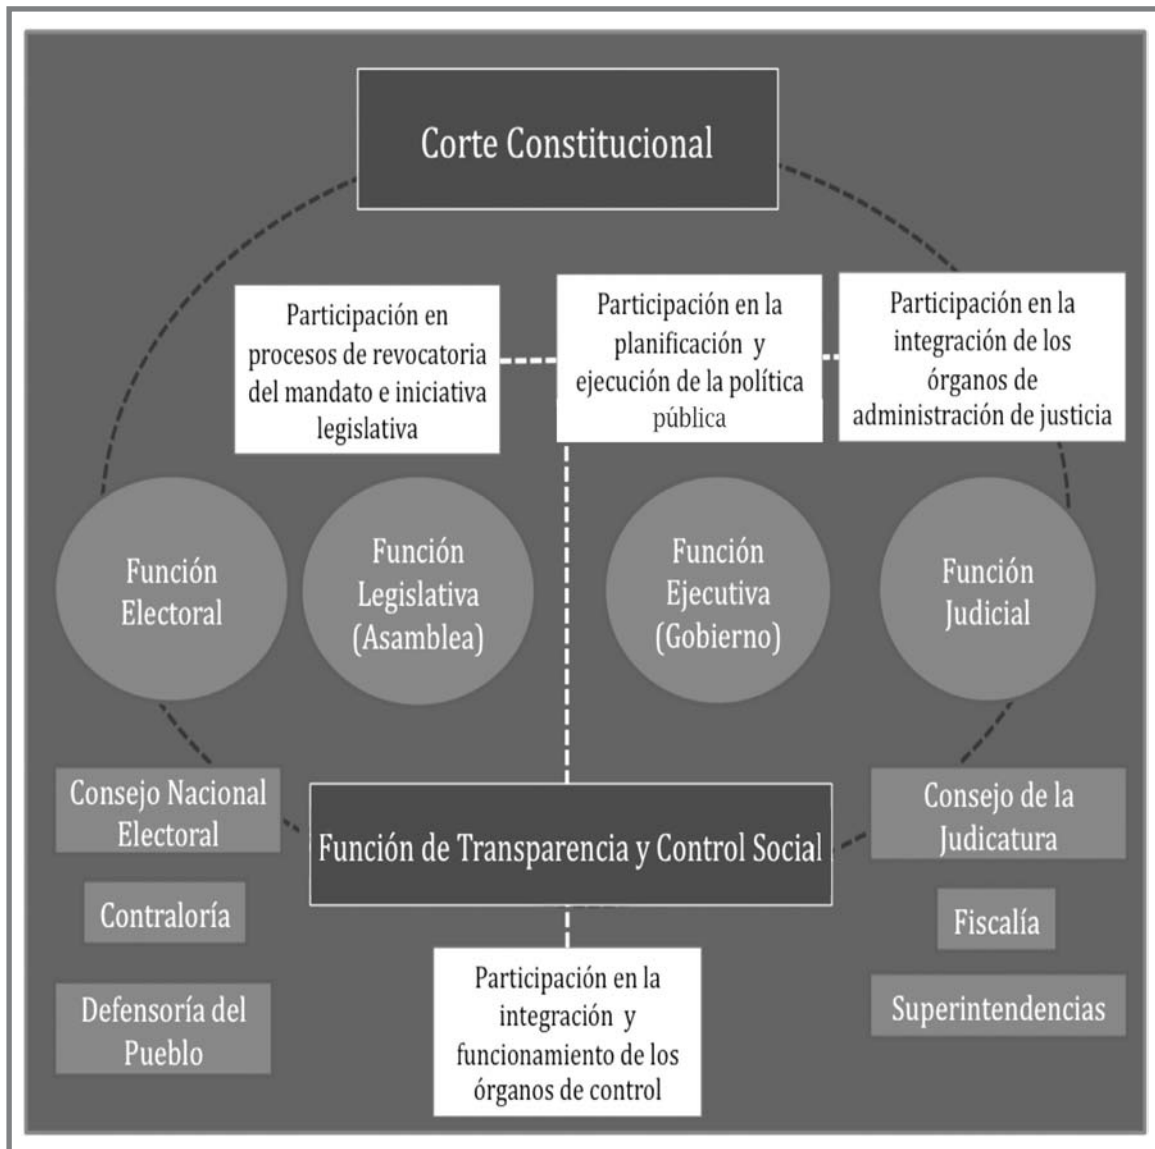 Corte Constitucional
Participación en
procesos de revocatoria
del mandato e iniciativa
legislativa
Participación en la
planificación y
ejecución de la política
pública
Participación en la
integración de los
órganos de
administración de justicia
Función
Electoral
Función
Legislativa
(Asamblea)
Función
Ejecutiva
(Gobierno)
Función
Judicial
Consejo Nacional
Electoral
Contraloría
Defensoría del
Pueblo
Función de Transparencia y Control Social
Participación en la
integración y
funcionamiento de los
órganos de control
Consejo de la
Judicatura
Fiscalía
Superintendencias